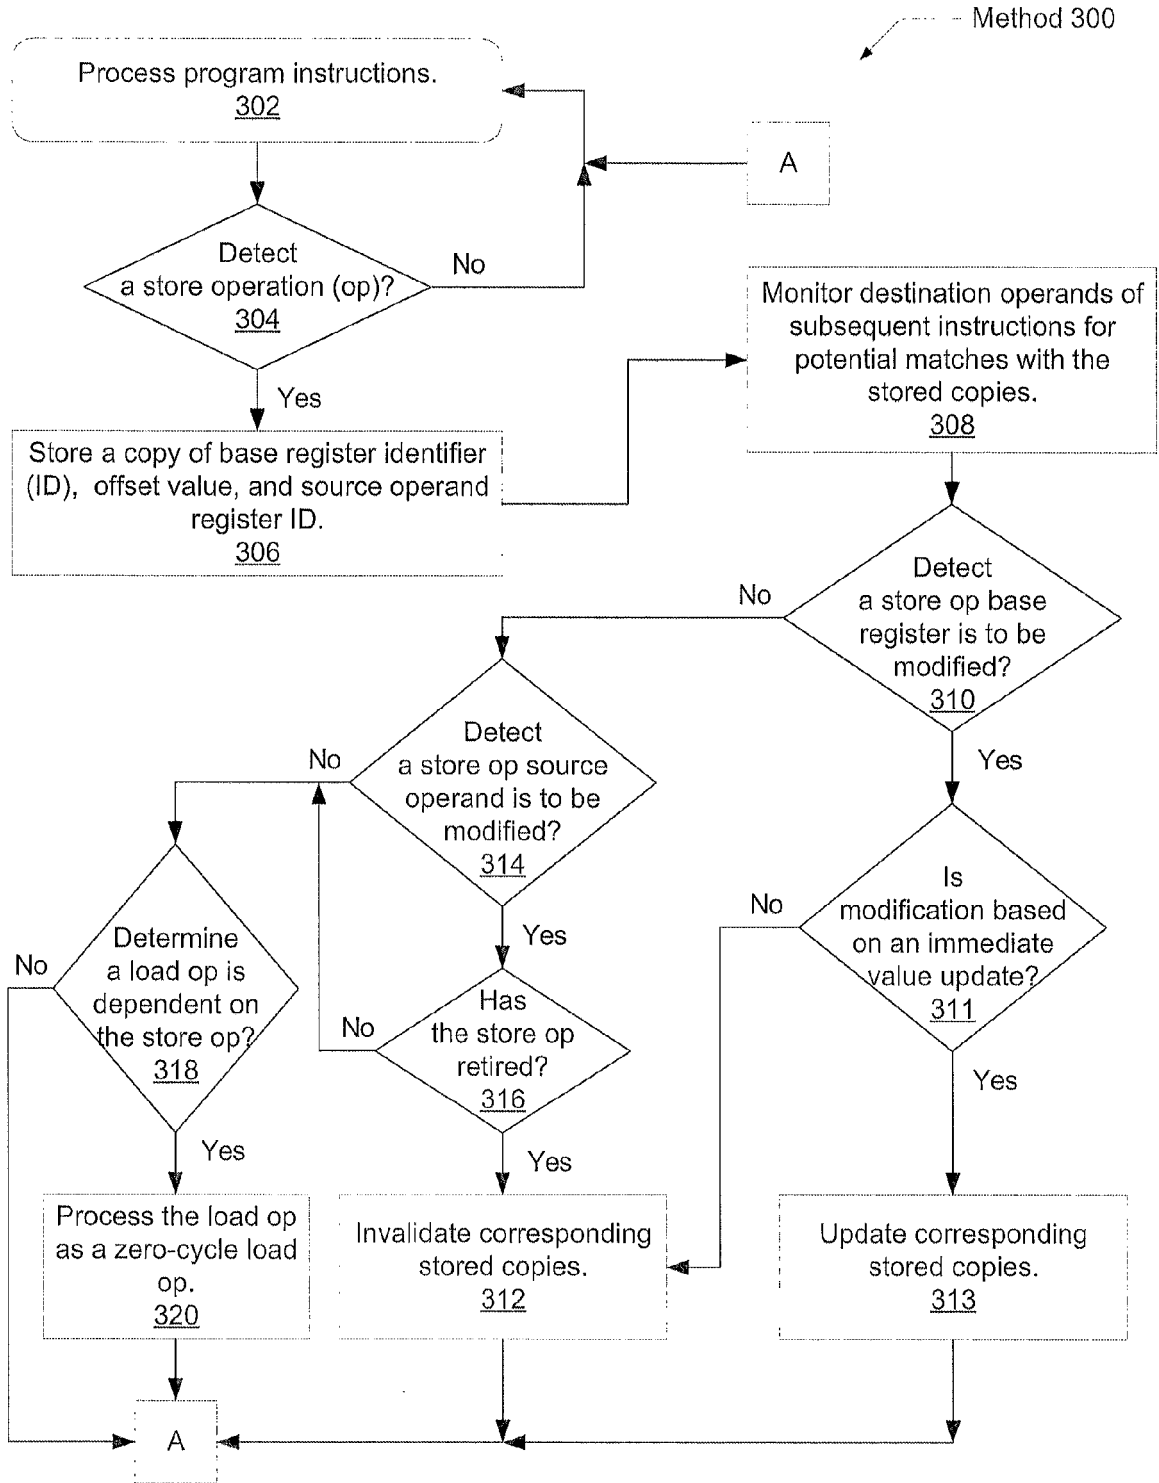 Method 300
Process program instructions.
302
A
Detect
a store operation (op)?
304
No
Yes
Store a copy of base register identifier
(ID), offset value, and source operand
register ID.
306
Monitor destination operands of
subsequent instructions for
potential matches with the
stored copies.
308
Detect
a store op base
register is to be
modified?
310
No
Yes
Detect
a store op source
operand is to be
modified?
314
No
Yes
Is
modification based
on an immediate
value update?
311
No
Yes
Determine
a load op is
dependent on
the store op?
318
No
Yes
Has
the store op
retired?
316
No
Yes
Process the load op
as a zero-cycle load
op.
320
Invalidate corresponding
stored copies.
312
Update corresponding
stored copies.
313
A